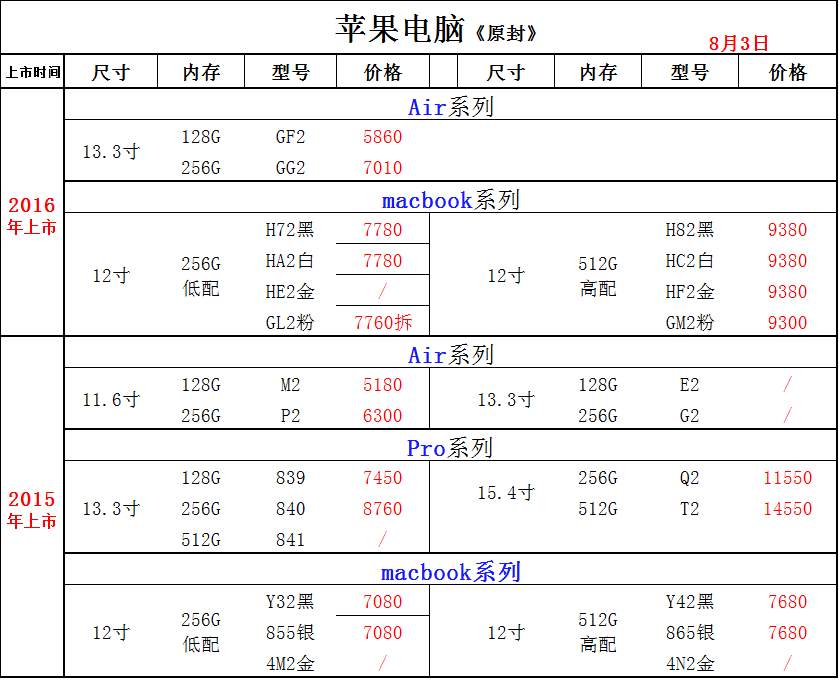 苹果电脑《原封》
8月3日
上市时间 尺寸 内存 型号 价格 尺寸 内存 型号 价格
2016
年上市
Air系列
13.3寸
128G GF2 5860
256G GG2 7010
macbook系列
12寸
256G
低配
H72黑 7780
HA2白 7780
HE2金 /
GL2粉 7760拆
12寸
512G
高配
H82黑 9380
HC2白 9380
HF2金 9380
GM2粉 9300
2015
年上市
Air系列
11.6寸
128G M2 5180
256G P2 6300
13.3寸
128G E2 /
256G G2 /
Pro系列
13.3寸
128G 839 7450
256G 840 8760
512G 841 /
15.4寸
256G Q2 11550
512G T2 14550
macbook系列
12寸
256G
低配
Y32黑 7080
855银 7080
4M2金 /
12寸
512G
高配
Y42黑 7680
865银 7680
4N2金 /